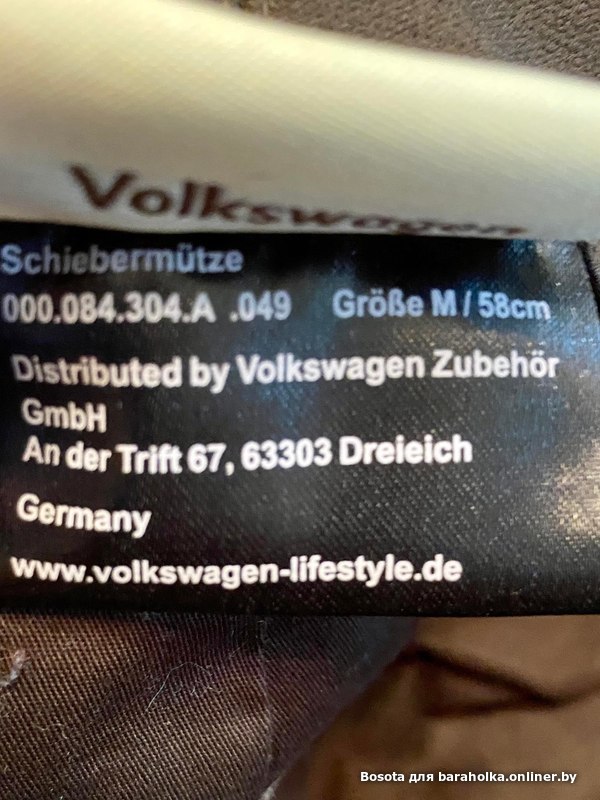 Volkswagen
Schiebermütze
000.084.304.A .049 Größe M / 58cm
Distributed by Volkswagen Zubehör
GmbH
An der Trift 67, 63303 Dreieich
Germany
www.volkswagen-lifestyle.de
Bosota для baraholka.onliner.by